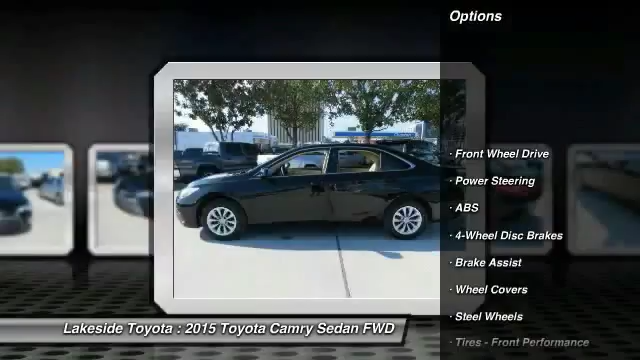 Options
· Front Wheel Drive
· Power Steering
· ABS
· 4-Wheel Disc Brakes
· Brake Assist
· Wheel Covers
· Steel Wheels
· Tires - Front Performance
Lakeside Toyota : 2015 Toyota Camry Sedan FWD